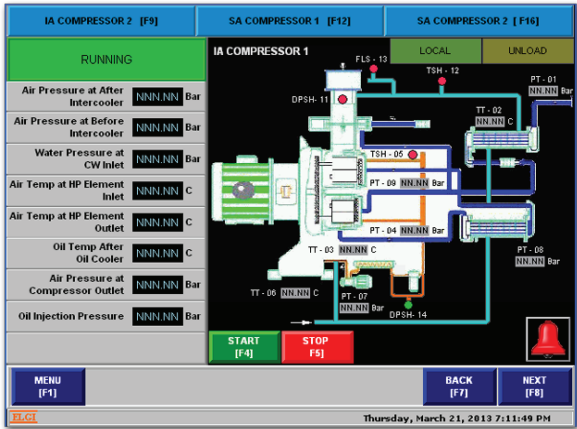 IA COMPRESSOR 2 [F9]
SA COMPRESSOR 1 [F12]
SA COMPRESSOR 2 [ F16]
RUNNING
IA COMPRESSOR 1
LOCAL
UNLOAD
Air Pressure at After
Intercooler
NNN.NN Bar
Air Pressure at Before
Intercooler
NNN.NN Bar
Water Pressure at
CW Inlet
NNN.NN Bar
Air Temp at HP Element
Inlet
NNN.NN C
Air Temp at HP Element
Outlet
NNN.NN C
Oil Temp After
Oil Cooler
NNN.NN C
Air Pressure at
Compressor Outlet
NNN.NN Bar
Oil Injection Pressure NNN.NN Bar
FLS - 13
TSH - 12
PT - 01
NN.NN Bar
DPSH- 11
TT - 02
NN.NN C
TSH - 05
PT - 09 NN.NN Bar
PT - 04 NN.NN Bar
TT - 03 NN.NN C
PT - 08
NN.NN Bar
TT - 06 NN.NN C
PT - 07
NN.NN Bar
DPSH- 14
START
[F4]
STOP
F5]
MENU
[F1]
BACK
[F7]
NEXT
[F8]
ELGI
Thursday, March 21, 2013 7:11:49 PM